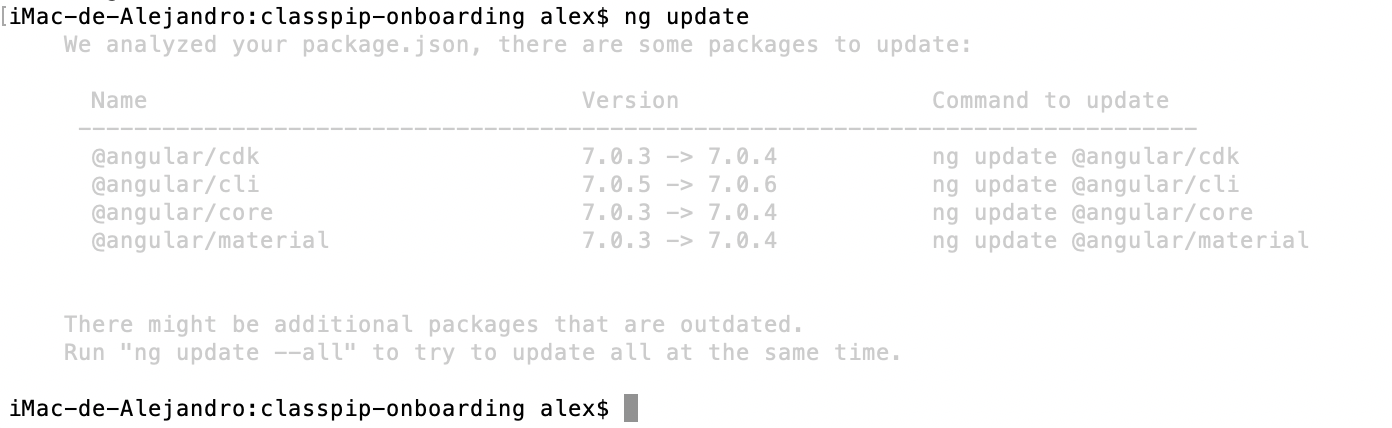 [iMac-de-Alejandro:classpip-onboarding alex$ ng update
We analyzed your package.json, there are some packages to update:
Name Version Command to update
--------------------------------------------------------------------------------
@angular/cdk 7.0.3 -> 7.0.4 ng update @angular/cdk
@angular/cli 7.0.5 -> 7.0.6 ng update @angular/cli
@angular/core 7.0.3 -> 7.0.4 ng update @angular/core
@angular/material 7.0.3 -> 7.0.4 ng update @angular/material
There might be additional packages that are outdated.
Run "ng update --all" to try to update all at the same time.
iMac-de-Alejandro:classpip-onboarding alex$